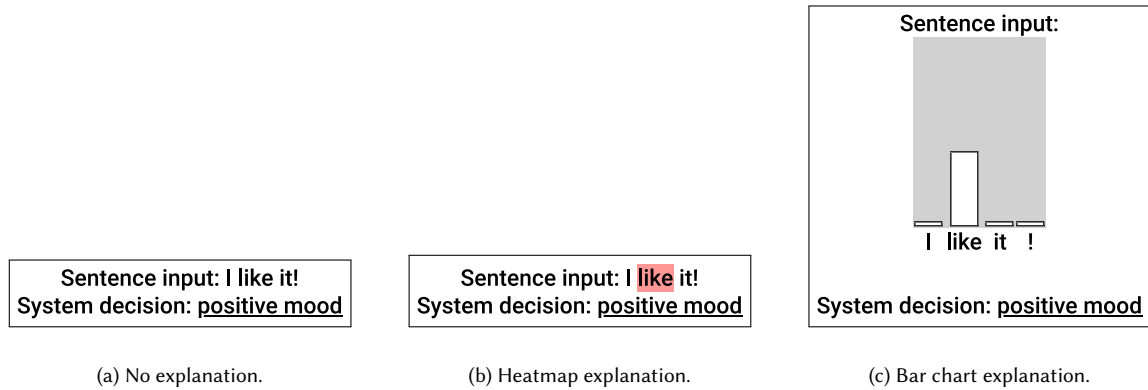 Sentence input: I like it!
System decision: positive mood
(a) No explanation.
Sentence input: I like it!
System decision: positive mood
(b) Heatmap explanation.
Sentence input:
I like it !
System decision: positive mood
(c) Bar chart explanation.